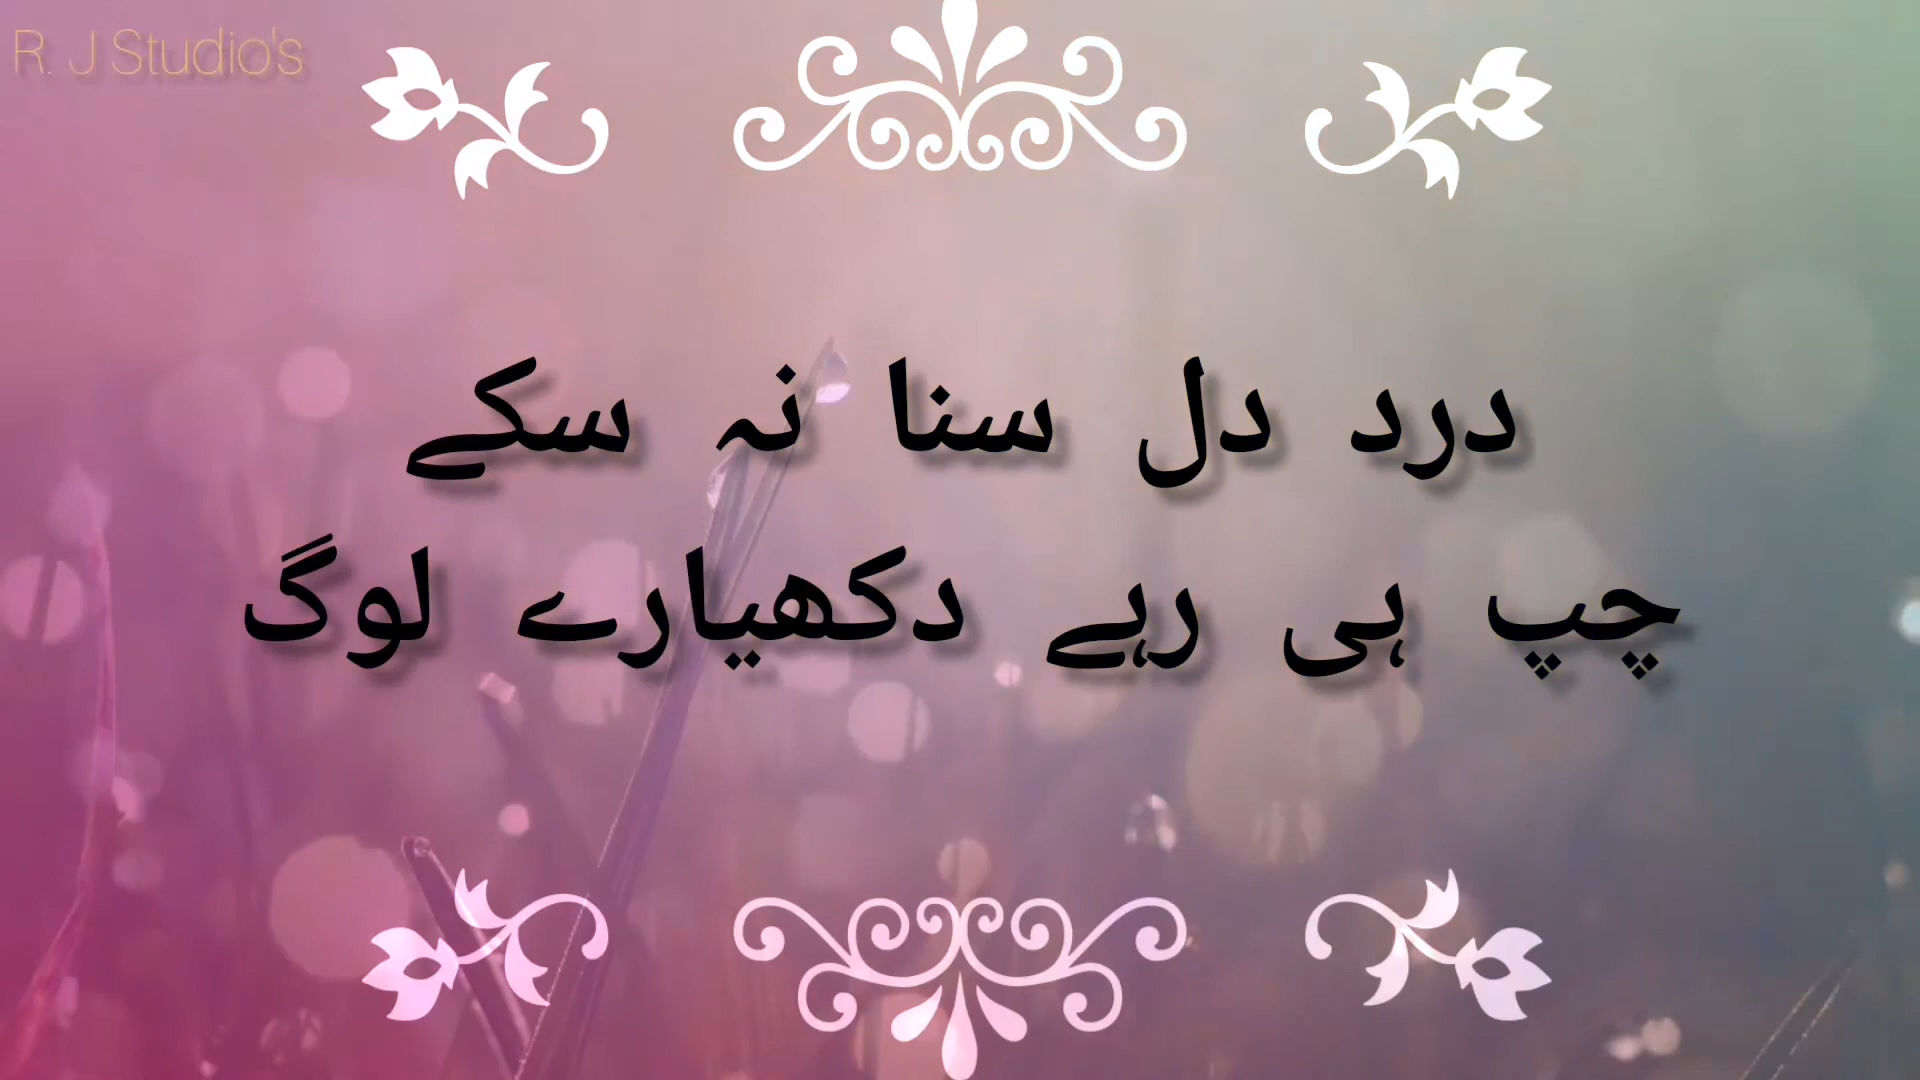 R. J Studio's
درد دل سنا نہ سکے
چپ ہی رہے دکھیارے لوگ